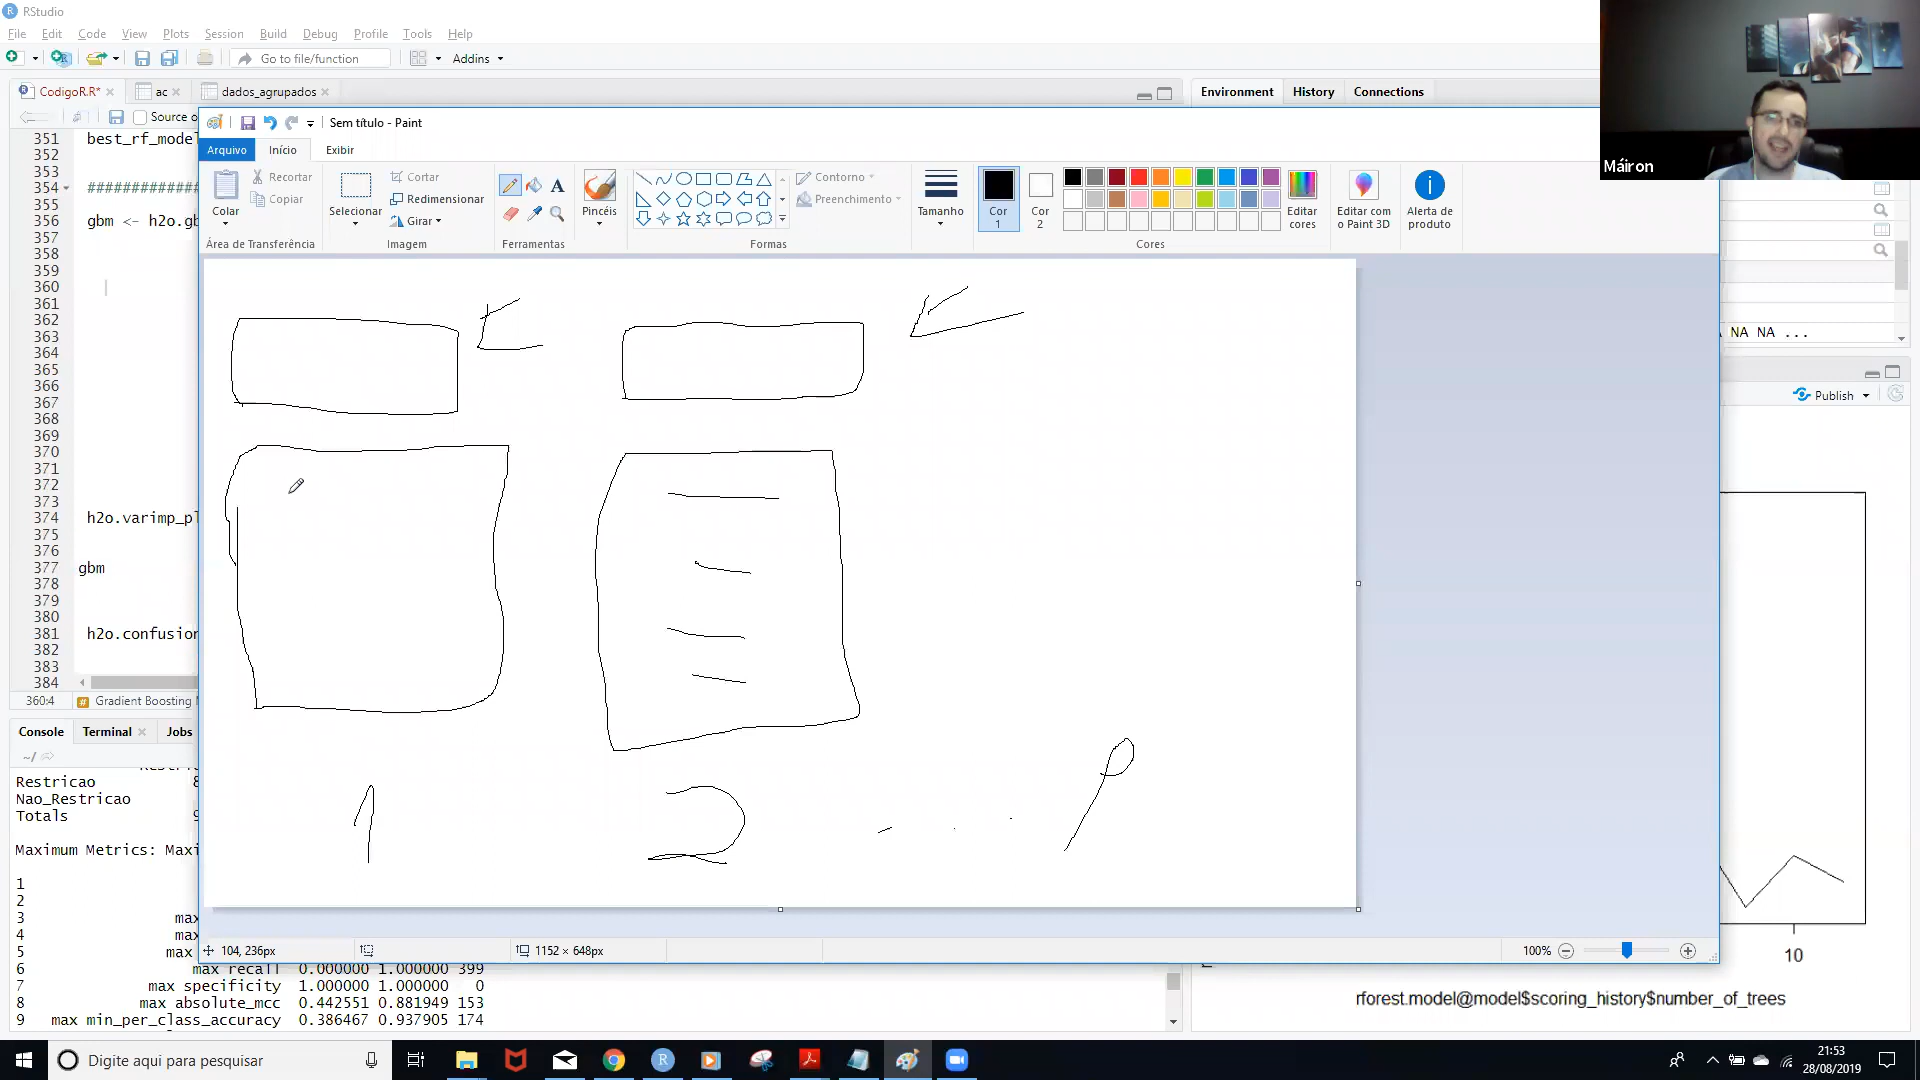 RStudio
File Edit Code View Plots Session Build Debug Profile Tools Help
Go to file/function Addins
CodigoR.R* ac dados_agrupados
Environment History Connections
Source o
Sem título - Paint
Arquivo Início Exibir
Colar Recortar Copiar
Área de Transferência
Selecionar Cortar Redimensionar Girar
Imagem
Ferramentas
Pincéis
Contorno Preenchimento
Formas
Tamanho
Cor 1
Cor 2
Editar cores
Cores
Editar com o Paint 3D
Alerta de produto
Máiron
351 best_rf_model
352
353
354 ##############
355
356 gbm <- h2o.gb
357
358
359
360
361
362
363
364
365
366
367
368
369
370
371
372
373
374 h2o.varimp_pl
375
376
377 gbm
378
379
380
381 h2o.confusion
382
383
384
360:4 Gradient Boosting
NA NA ...
Publish
1 2
Console Terminal Jobs
~/
Restricao 8
Nao_Restricao
Totals 9
Maximum Metrics: Maxi
1
2
3 max
4 max
5 max
6 max recall 0.000000 1.000000 399
7 max specificity 1.000000 1.000000 0
8 max absolute_mcc 0.442551 0.881949 153
9 max min_per_class_accuracy 0.386467 0.937905 174
104, 236px 1152 × 648px 100%
10
rforest.model@model$scoring_history$number_of_trees
Digite aqui para pesquisar
21:53
28/08/2019